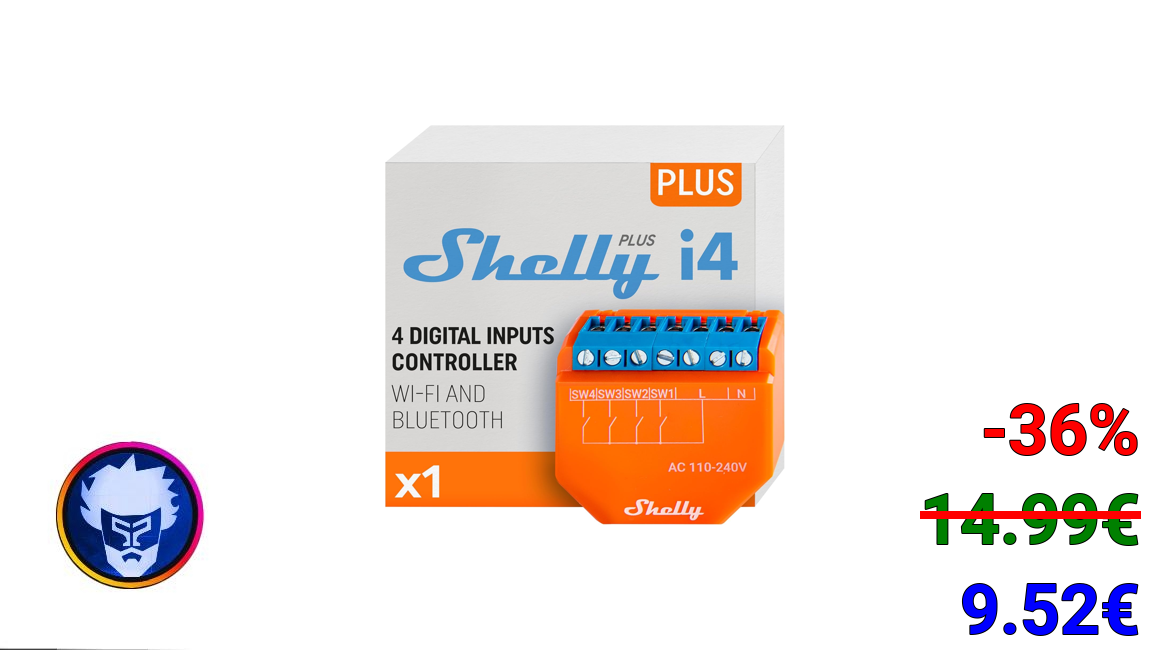 PLUS
Shelly PLUS i4
4 DIGITAL INPUTS
CONTROLLER
WI-FI AND
BLUETOOTH
x1
|SW4|SW3|SW2|SW1| L | N |
AC 110-240V
Shelly
-36%
14.99€
9.52€